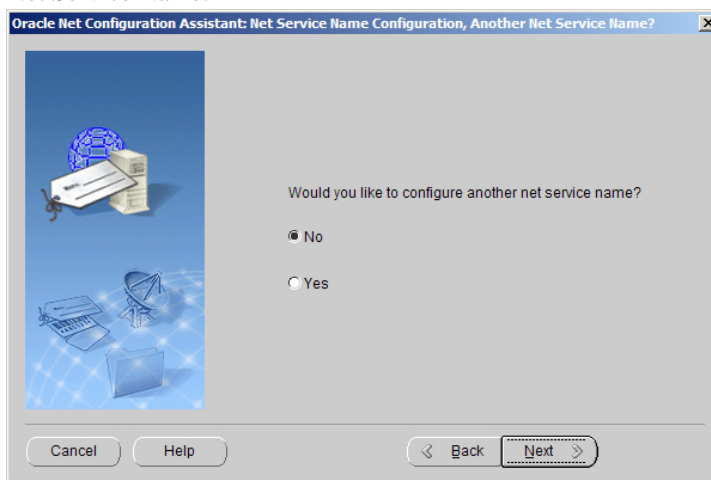 Oracle Net Configuration Assistant: Net Service Name Configuration, Another Net Service Name?
Would you like to configure another net service name?
No
Yes
Cancel
Help
Back
Next